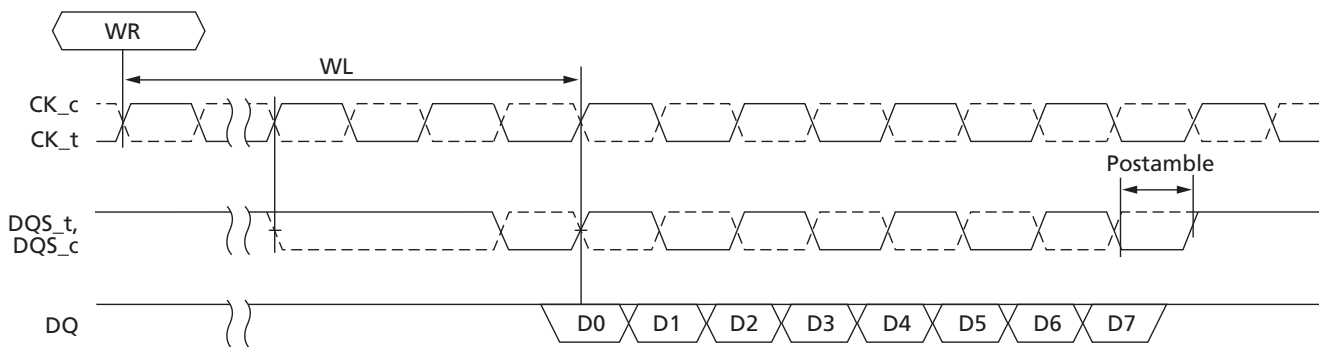 WR
WL
CK_c
CK_t
Postamble
DQS_t,
DQS_c
DQ D0 D1 D2 D3 D4 D5 D6 D7